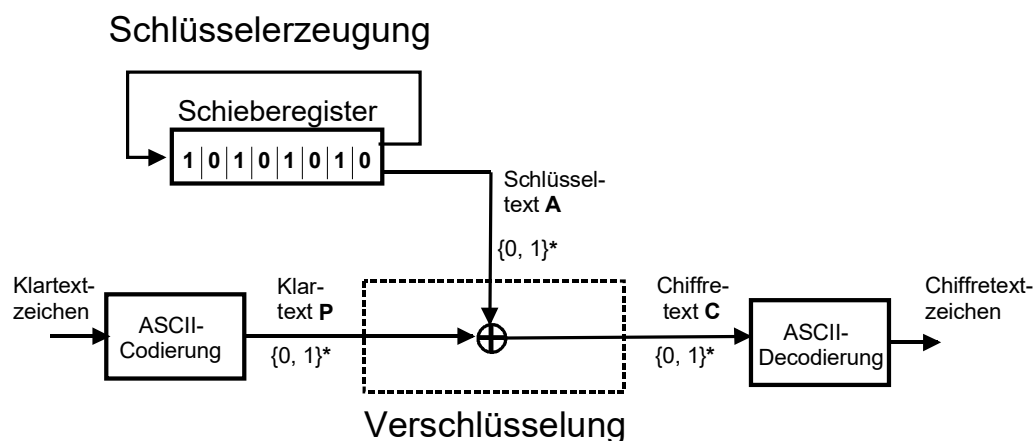 Schlüsselerzeugung
Schieberegister
1 0 1 0 1 0 1 0
Schlüssel-
text A
{0, 1}*
Klartext-
zeichen
ASCII-
Codierung
Klar-
text P
{0, 1}*
Chiffre-
text C
{0, 1}*
ASCII-
Decodierung
Chiffretext-
zeichen
Verschlüsselung